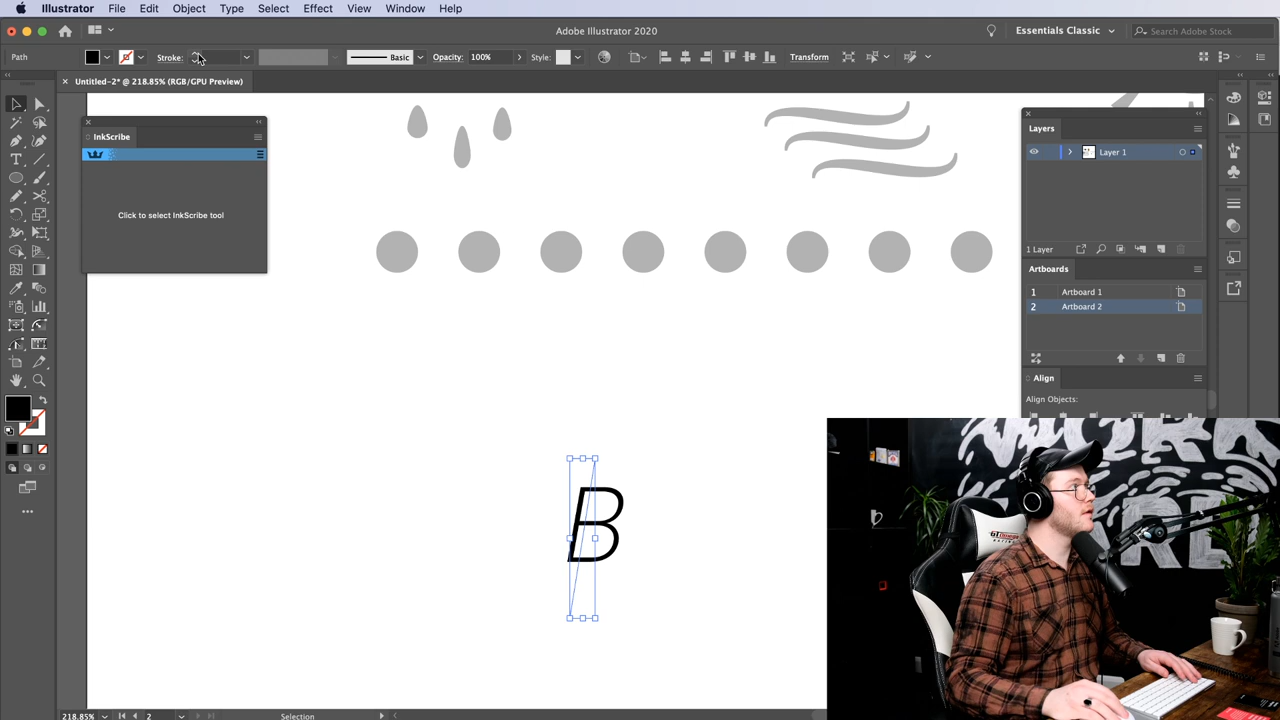 Illustrator File Edit Object Type Select Effect View Window Help
Adobe Illustrator 2020
Essentials Classic
Search Adobe Stock
Path
Stroke:
Basic
Opacity: 100%
Style:
Transform
Untitled-2* @ 218.85% (RGB/GPU Preview)
InkScribe
Click to select InkScribe tool
Layers
Layer 1
1 Layer
Artboards
1 Artboard 1
2 Artboard 2
Align
Align Objects:
B
218.85%
2
Selection